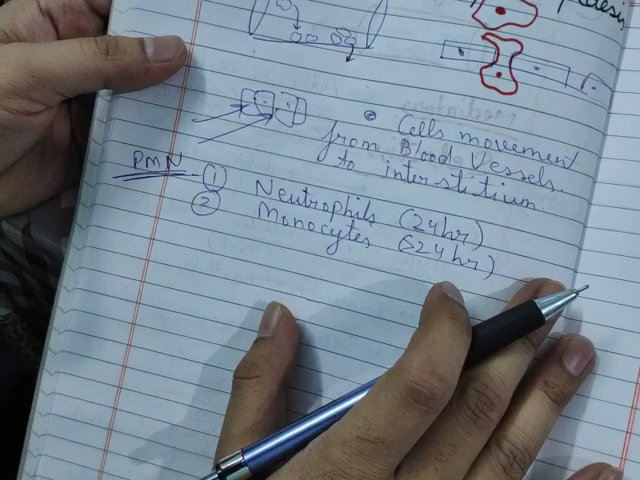 • Cells movement
from Blood Vessels
to interstitium.
PMN
① Neutrophils (24hr)
② Monocytes (≤24hr)